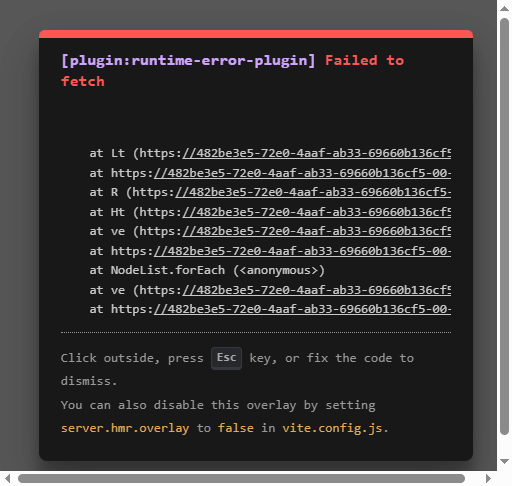 [plugin:runtime-error-plugin] Failed to
fetch
at Lt (https://482be3e5-72e0-4aaf-ab33-69660b136cf5
at https://482be3e5-72e0-4aaf-ab33-69660b136cf5-00-
at R (https://482be3e5-72e0-4aaf-ab33-69660b136cf5-
at Ht (https://482be3e5-72e0-4aaf-ab33-69660b136cf5
at ve (https://482be3e5-72e0-4aaf-ab33-69660b136cf5
at https://482be3e5-72e0-4aaf-ab33-69660b136cf5-00-
at NodeList.forEach (<anonymous>)
at ve (https://482be3e5-72e0-4aaf-ab33-69660b136cf5
at https://482be3e5-72e0-4aaf-ab33-69660b136cf5-00-
Click outside, press Esc key, or fix the code to
dismiss.
You can also disable this overlay by setting
server.hmr.overlay to false in vite.config.js.